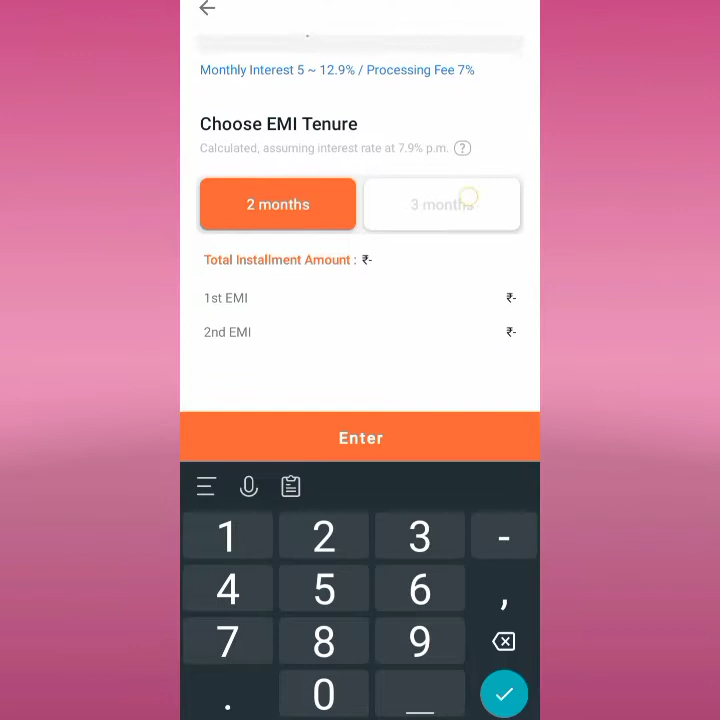 Monthly Interest 5 ~ 12.9% / Processing Fee 7%
Choose EMI Tenure
Calculated, assuming interest rate at 7.9% p.m. ?
2 months 3 months
Total Installment Amount : ₹-
1st EMI ₹-
2nd EMI ₹-
Enter
1 2 3 -
4 5 6 ,
7 8 9
. 0 _